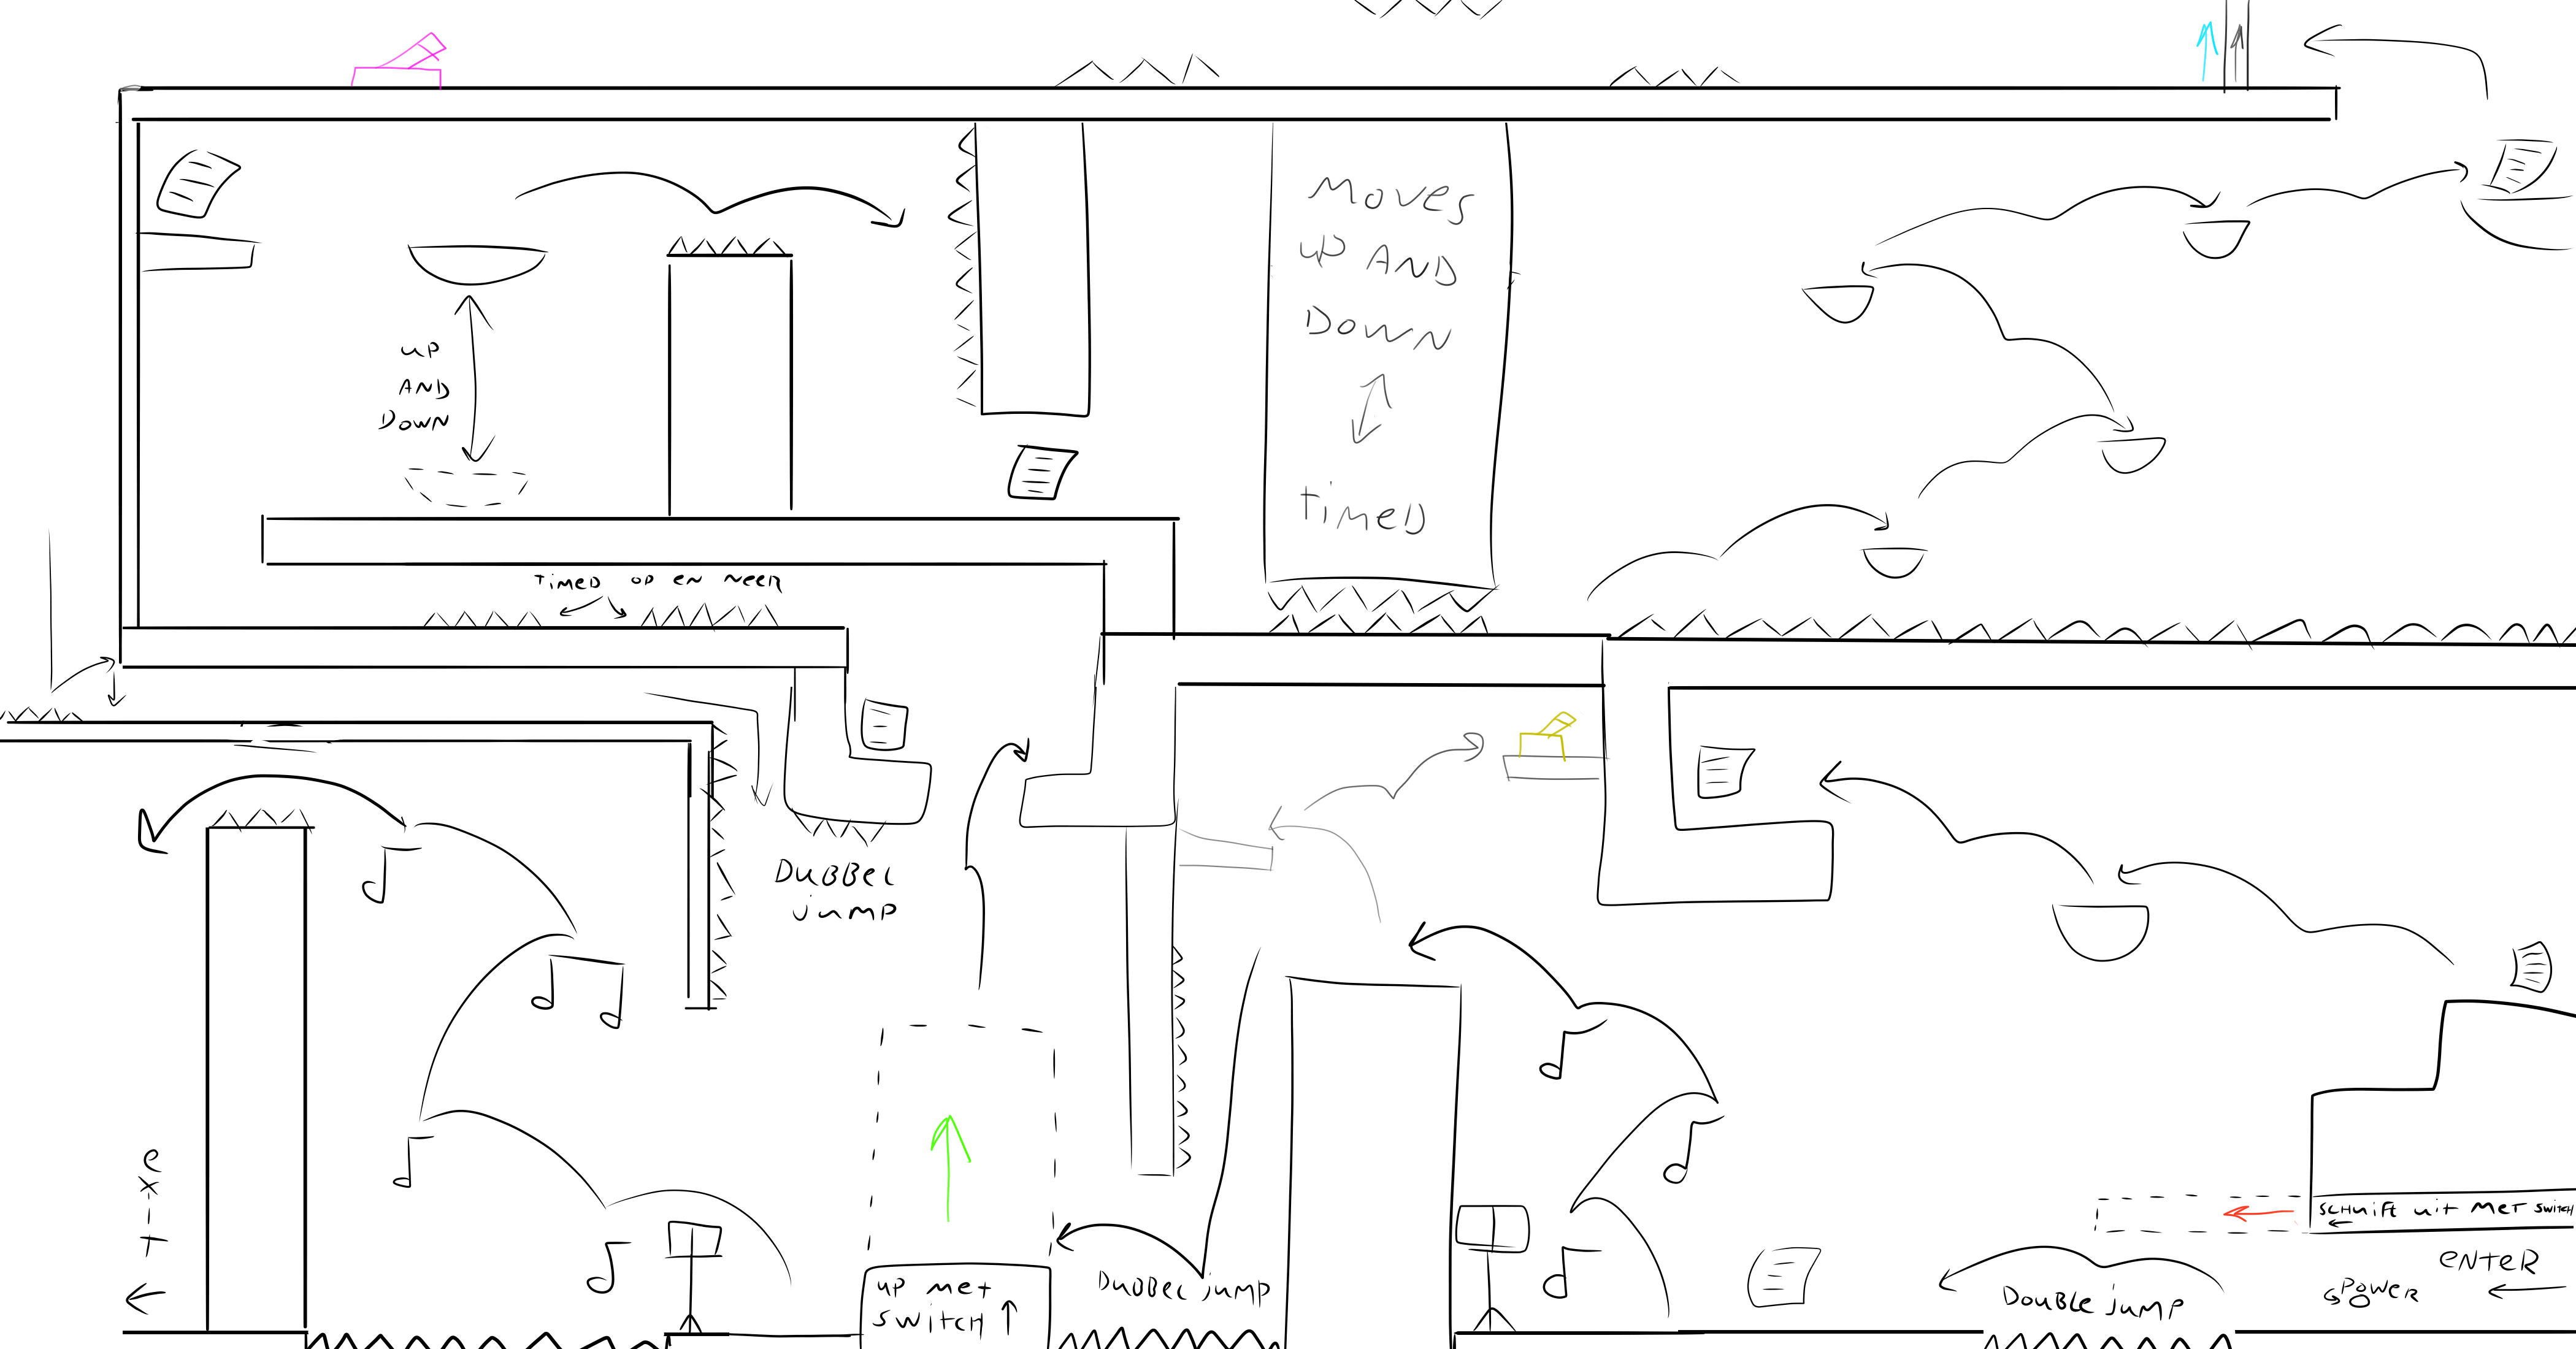 Moves
UP AND
DOWN
timeD
UP
AND
DOWN
TimeD op en neer
DUBBEL
jump
UP met
switch
DUBBEL jump
exit
SCHUIFT uit MET SWITCH
ENTER
POWER
DOUBLE jump